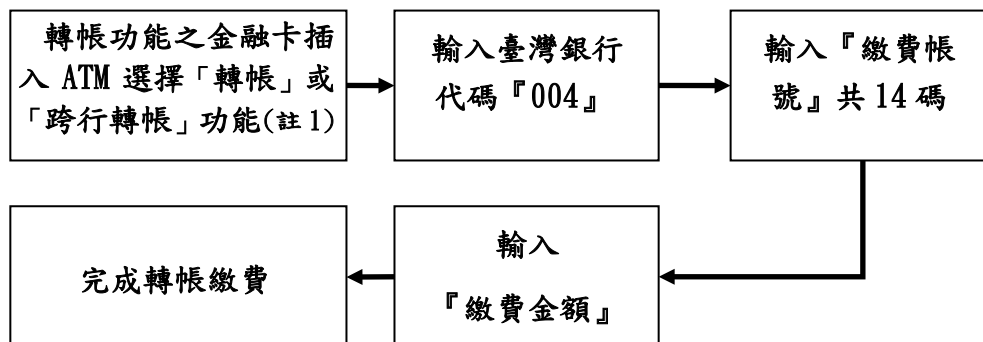 轉帳功能之金融卡插
入 ATM 選擇「轉帳」或
「跨行轉帳」功能(註1)
輸入臺灣銀行
代碼『004』
輸入『繳費帳
號』共14碼
輸入
『繳費金額』
完成轉帳繳費